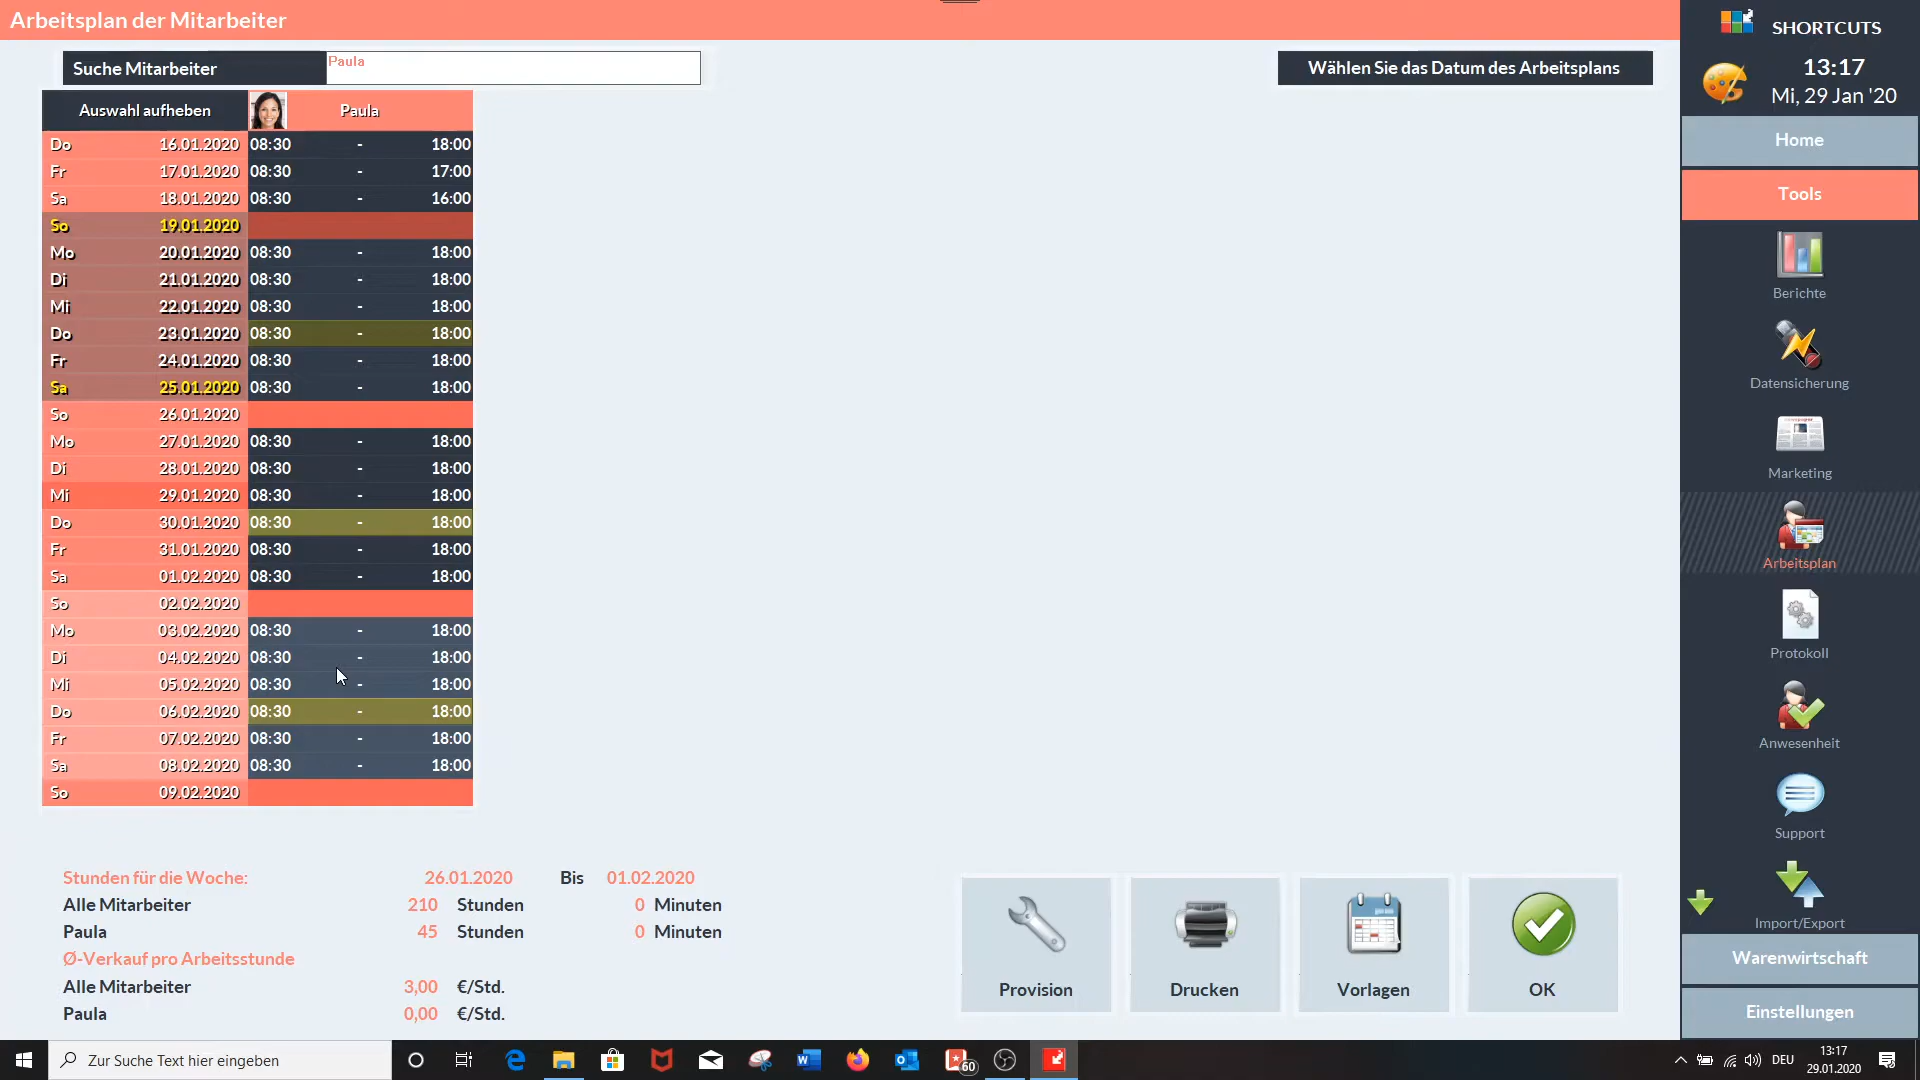 Arbeitsplan der Mitarbeiter
Suche Mitarbeiter Paula
Wählen Sie das Datum des Arbeitsplans
Auswahl aufheben Paula
Do 16.01.2020 08:30 - 18:00
Fr 17.01.2020 08:30 - 17:00
Sa 18.01.2020 08:30 - 16:00
So 19.01.2020
Mo 20.01.2020 08:30 - 18:00
Di 21.01.2020 08:30 - 18:00
Mi 22.01.2020 08:30 - 18:00
Do 23.01.2020 08:30 - 18:00
Fr 24.01.2020 08:30 - 18:00
Sa 25.01.2020 08:30 - 18:00
So 26.01.2020
Mo 27.01.2020 08:30 - 18:00
Di 28.01.2020 08:30 - 18:00
Mi 29.01.2020 08:30 - 18:00
Do 30.01.2020 08:30 - 18:00
Fr 31.01.2020 08:30 - 18:00
Sa 01.02.2020 08:30 - 18:00
So 02.02.2020
Mo 03.02.2020 08:30 - 18:00
Di 04.02.2020 08:30 - 18:00
Mi 05.02.2020 08:30 - 18:00
Do 06.02.2020 08:30 - 18:00
Fr 07.02.2020 08:30 - 18:00
Sa 08.02.2020 08:30 - 18:00
So 09.02.2020
Stunden für die Woche: 26.01.2020 Bis 01.02.2020
Alle Mitarbeiter 210 Stunden 0 Minuten
Paula 45 Stunden 0 Minuten
Ø-Verkauf pro Arbeitsstunde
Alle Mitarbeiter 3,00 €/Std.
Paula 0,00 €/Std.
Provision
Drucken
Vorlagen
OK
SHORTCUTS
13:17
Mi, 29 Jan '20
Home
Tools
Berichte
Datensicherung
Marketing
Arbeitsplan
Protokoll
Anwesenheit
Support
Import/Export
Warenwirtschaft
Einstellungen
Zur Suche Text hier eingeben
60
DEU
13:17
29.01.2020